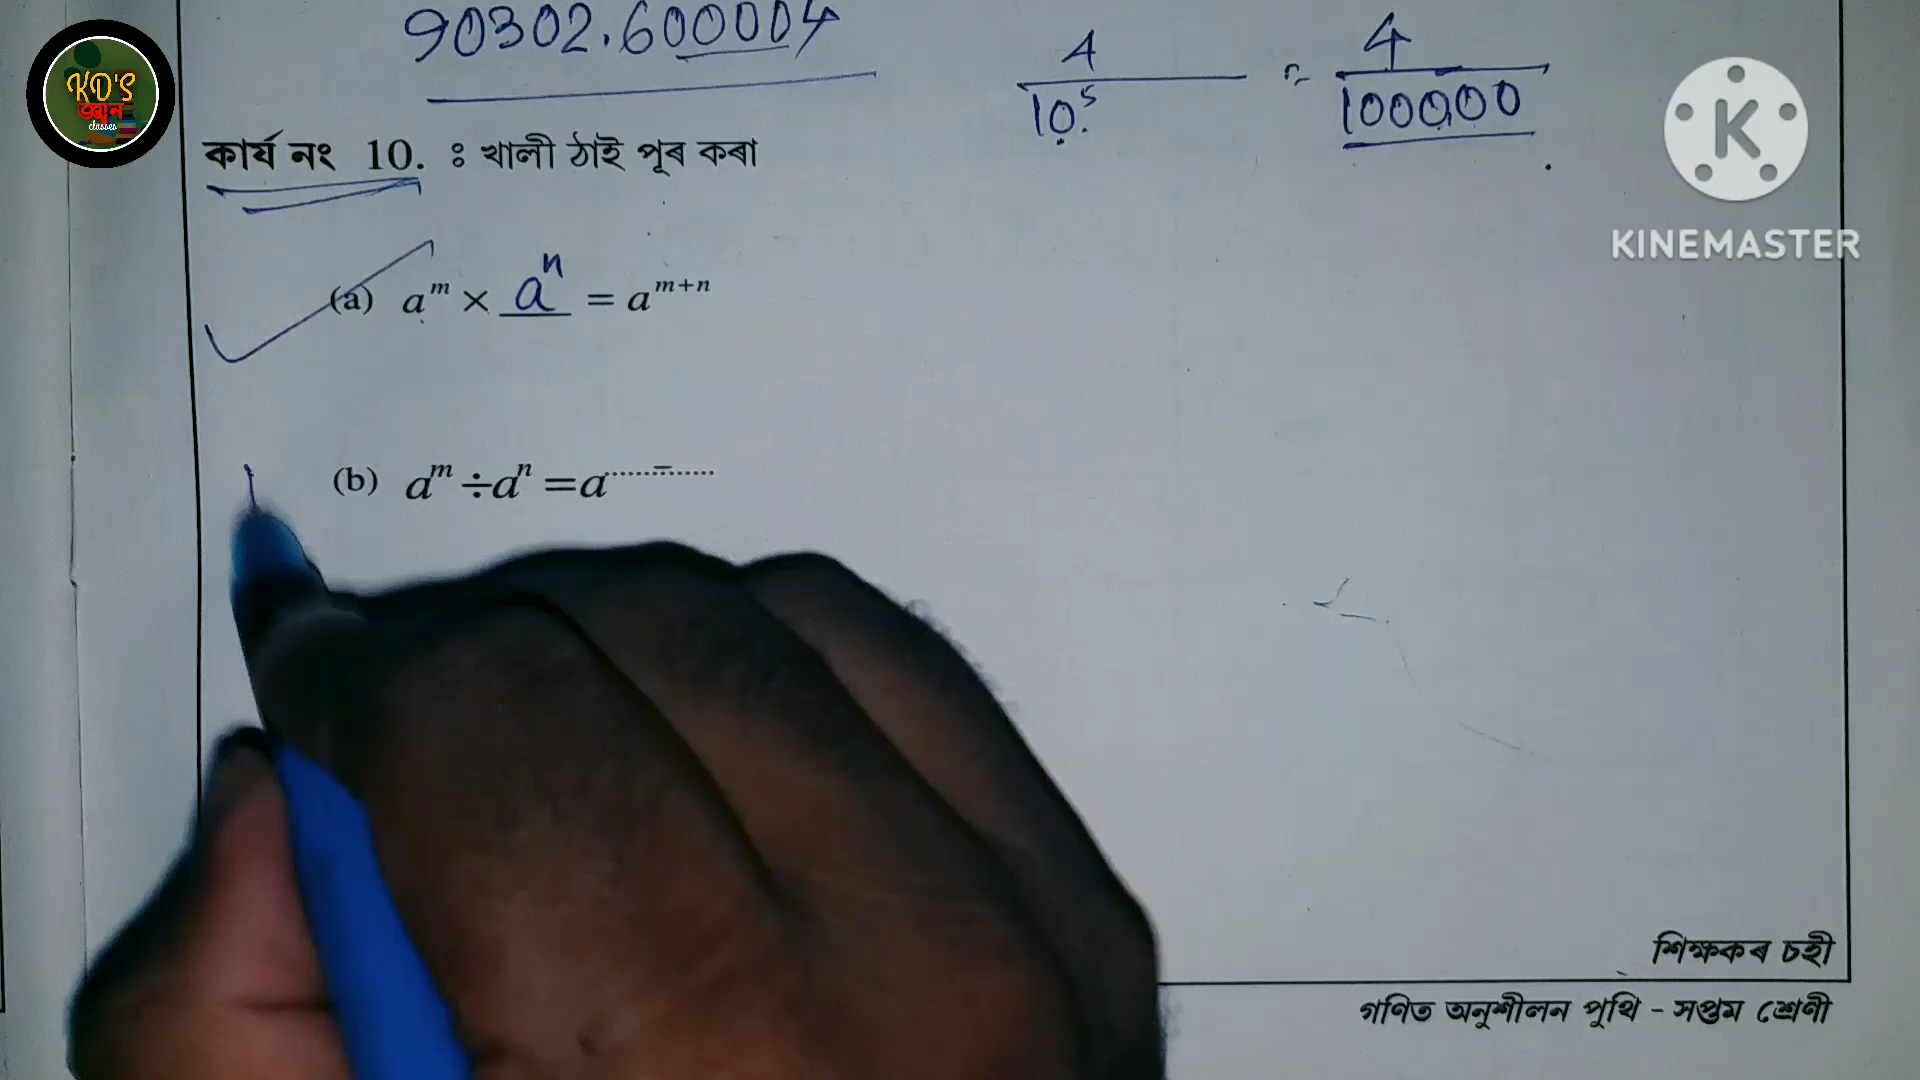 90302.600004
4
10⁵
=
4
100000
KD'S
জ্ঞান
classes
কাৰ্য নং 10. ঃ খালী ঠাই পূৰ কৰা
KINEMASTER
(a) aᵐ × aⁿ = aᵐ⁺ⁿ
(b) aᵐ ÷ aⁿ = a.......–.......
শিক্ষকৰ চহী
গণিত অনুশীলন পুথি - সপ্তম শ্ৰেণী